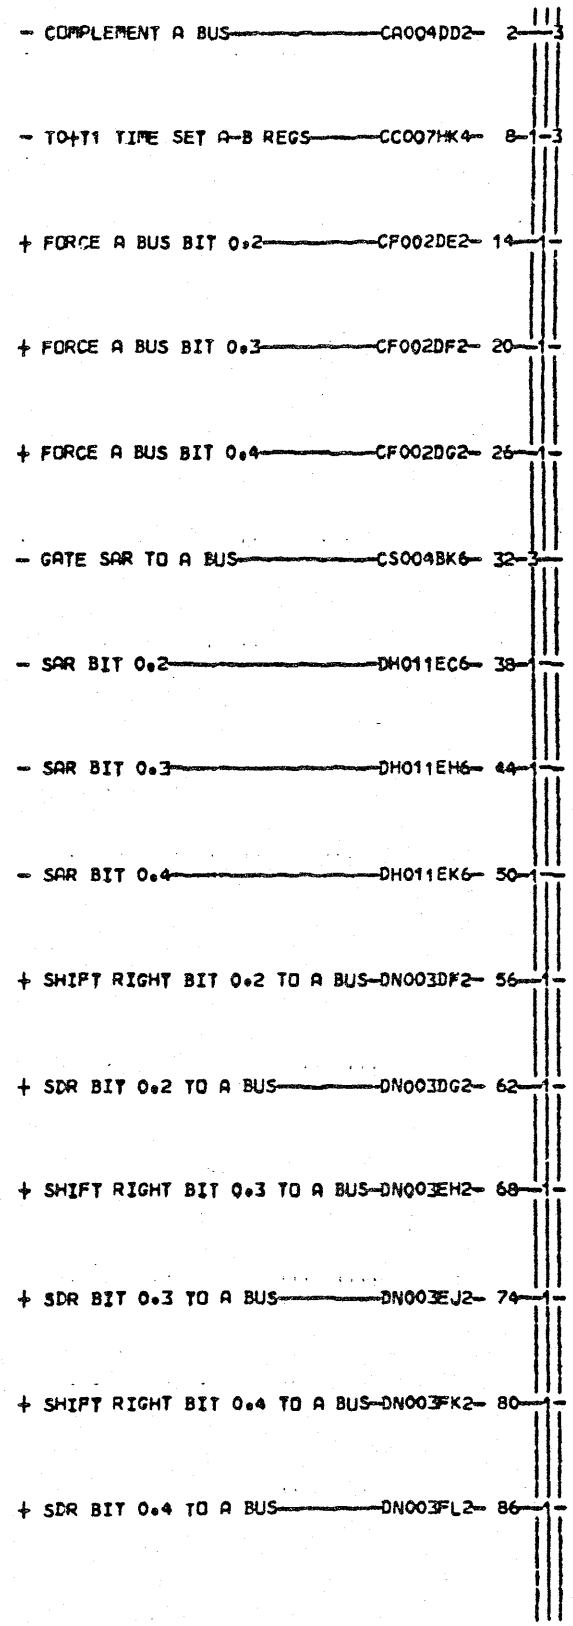 - COMPLEMENT A BUS CA004DD2- 2 3
- T0+T1 TIME SET A-B REGS CC007HK4- 8-1-3
+ FORCE A BUS BIT 0.2 CF002DE2- 14 1-
+ FORCE A BUS BIT 0.3 CF002DF2- 20 1-
+ FORCE A BUS BIT 0.4 CF002DG2- 26 1-
- GATE SAR TO A BUS CS004BK6- 32-3
- SAR BIT 0.2 DH011EC6- 38-1
- SAR BIT 0.3 DH011EH6- 44-1
- SAR BIT 0.4 DH011EK6- 50-1
+ SHIFT RIGHT BIT 0.2 TO A BUS-DN003DF2- 56 1-
+ SDR BIT 0.2 TO A BUS DN003DG2- 62 1-
+ SHIFT RIGHT BIT 0.3 TO A BUS-DN003EH2- 68 1-
+ SDR BIT 0.3 TO A BUS DN003EJ2- 74 1-
+ SHIFT RIGHT BIT 0.4 TO A BUS-DN003FK2- 80 1-
+ SDR BIT 0.4 TO A BUS DN003FL2- 86 1-